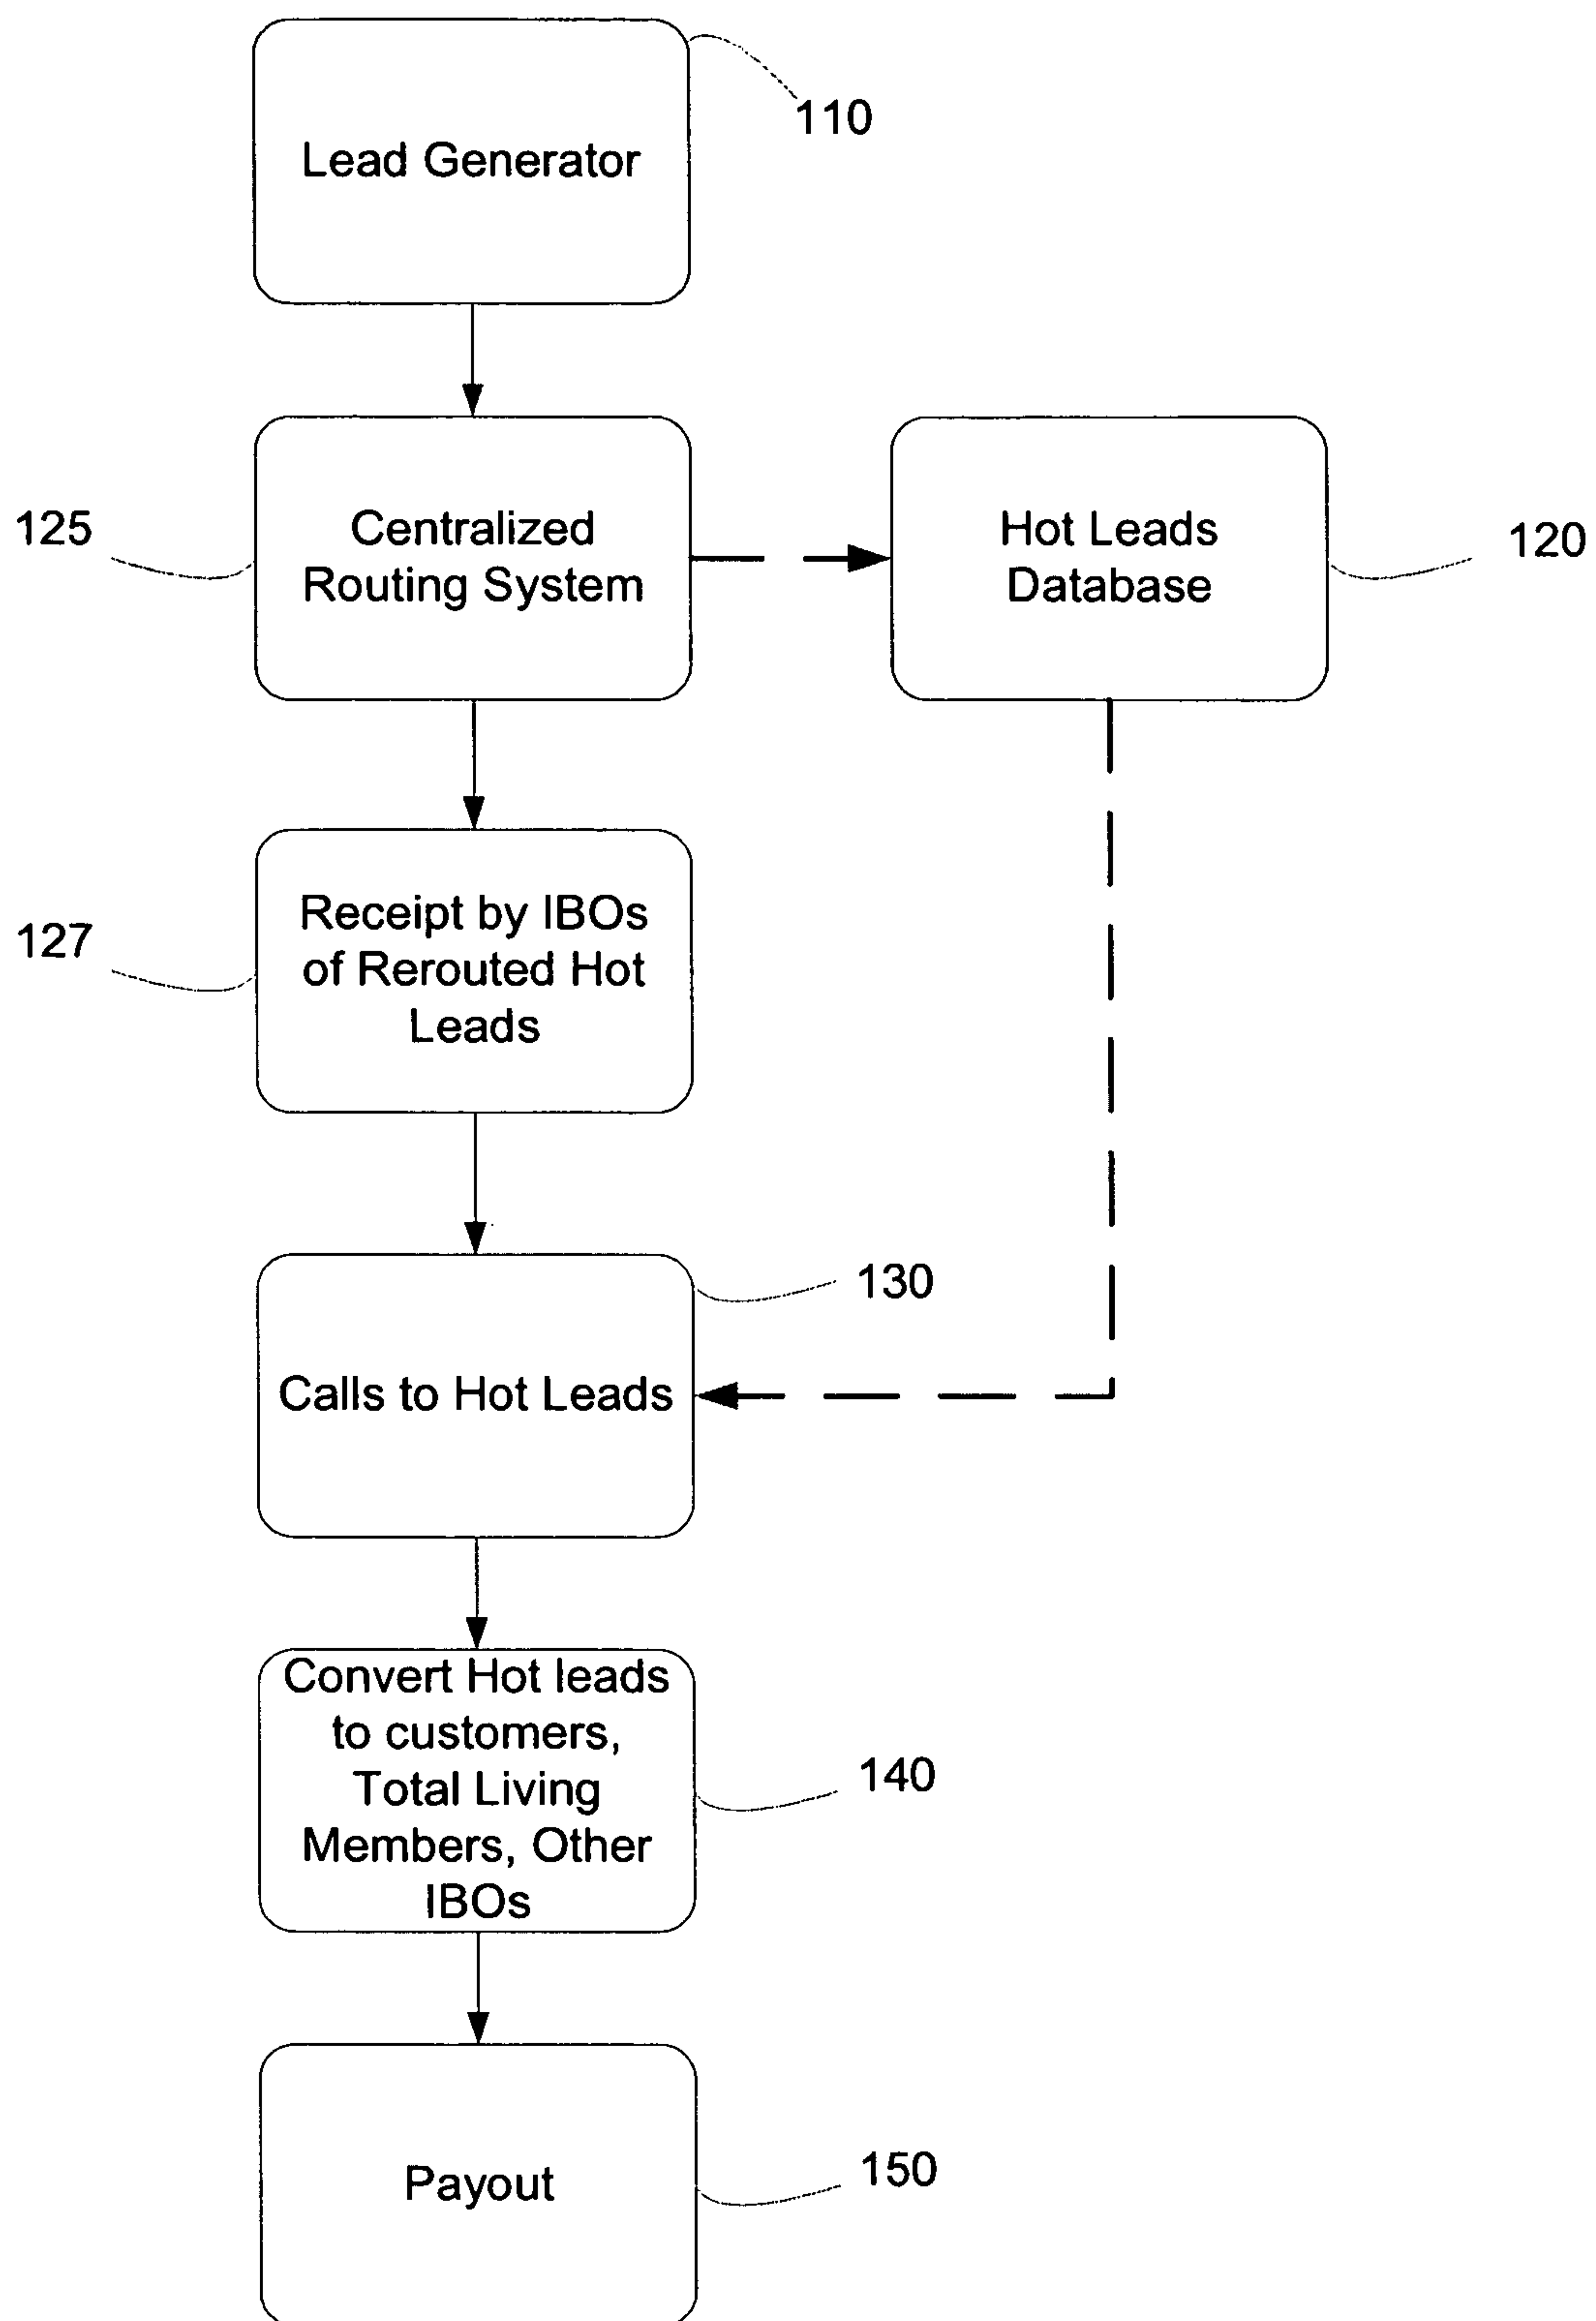 110
Lead Generator
125
Centralized
Routing System
Hot Leads
Database
120
127
Receipt by IBOs
of Rerouted Hot
Leads
130
Calls to Hot Leads
Convert Hot leads
to customers,
Total Living
Members, Other
IBOs
140
Payout
150